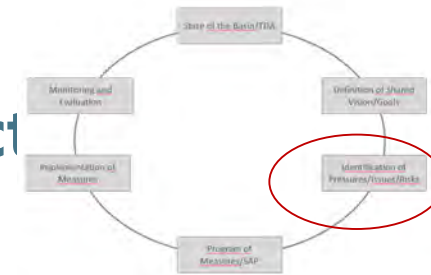 State of the Basin/TDA
Monitoring and
Evaluation
Definition of Shared
Vision/Goals
ct
Implementation of
Measures
Identification of
Pressures/Issues/Risks
Program of
Measures/SAP